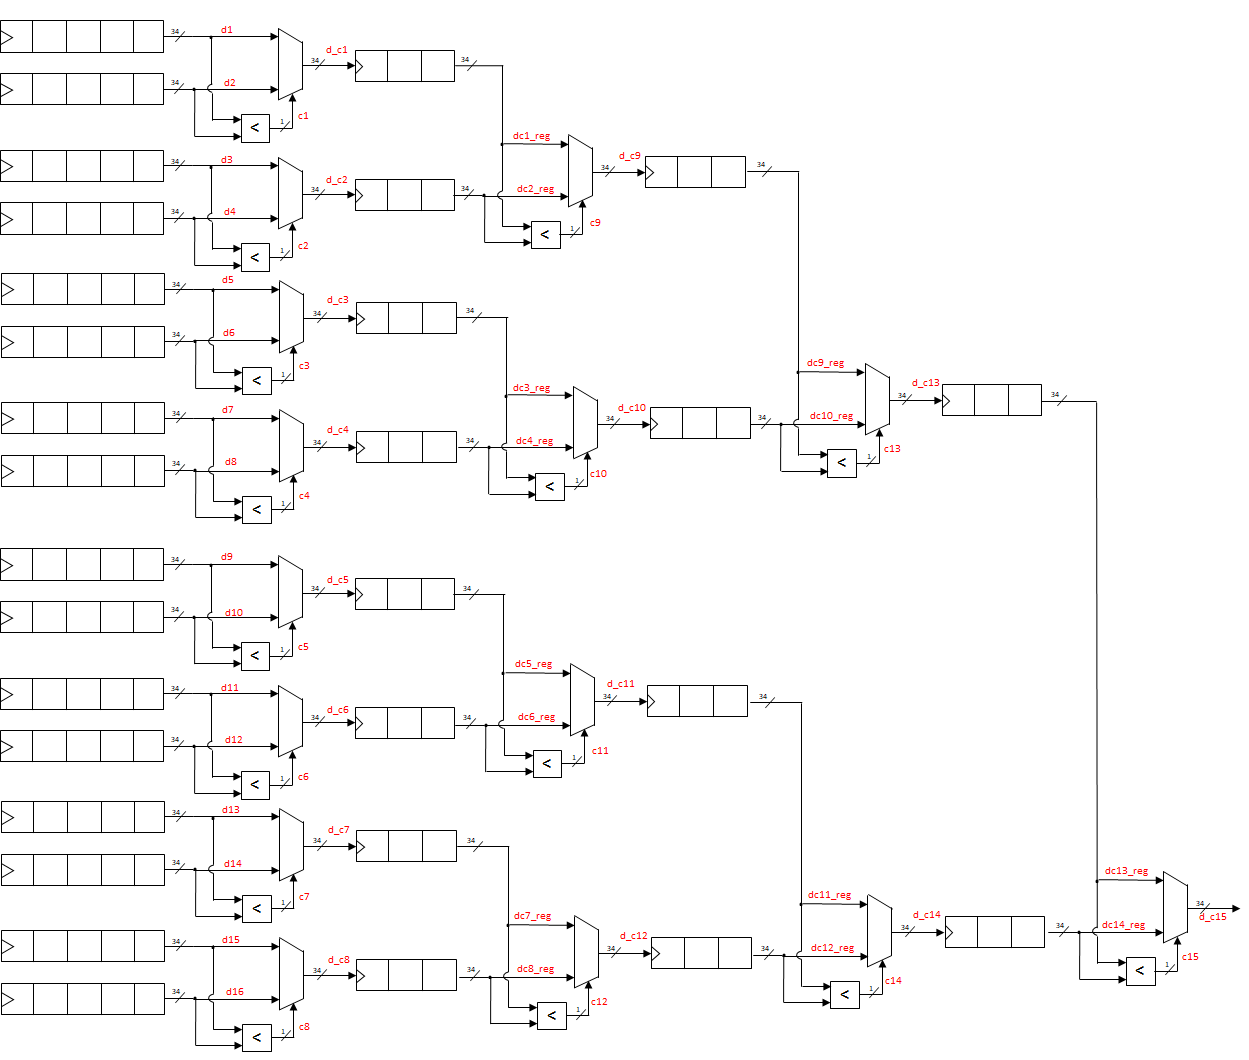 34 d1
34 d_c1 34
34 d2
< 1 c1
34 dc1_reg
34 d3 34 d_c9 34
34 d_c2 34 dc2_reg
34 d4
< 1 c2 < 1 c9
34 d5
34 d_c3 34
34 d6
< 1 c3 dc9_reg
34 dc3_reg 34 d_c13 34
34 d7 34 d_c10 34 dc10_reg
34 d_c4 34 dc4_reg
34 d8 < 1 c13
< 1 c4 < 1 c10
34 d9
34 d_c5 34
34 d10
< 1 c5
34 dc5_reg
34 d11 34 d_c11 34
34 d_c6 34 dc6_reg
34 d12
< 1 c6 < 1 c11
34 d13
34 d_c7 34
34 d14 dc13_reg
< 1 c7 dc11_reg 34 d_c15
34 dc7_reg 34 d_c14 34 dc14_reg
34 d15 34 d_c12 34 dc12_reg
34 d_c8 34 dc8_reg < 1 c15
34 d16 < 1 c14
< 1 c8 < 1 c12